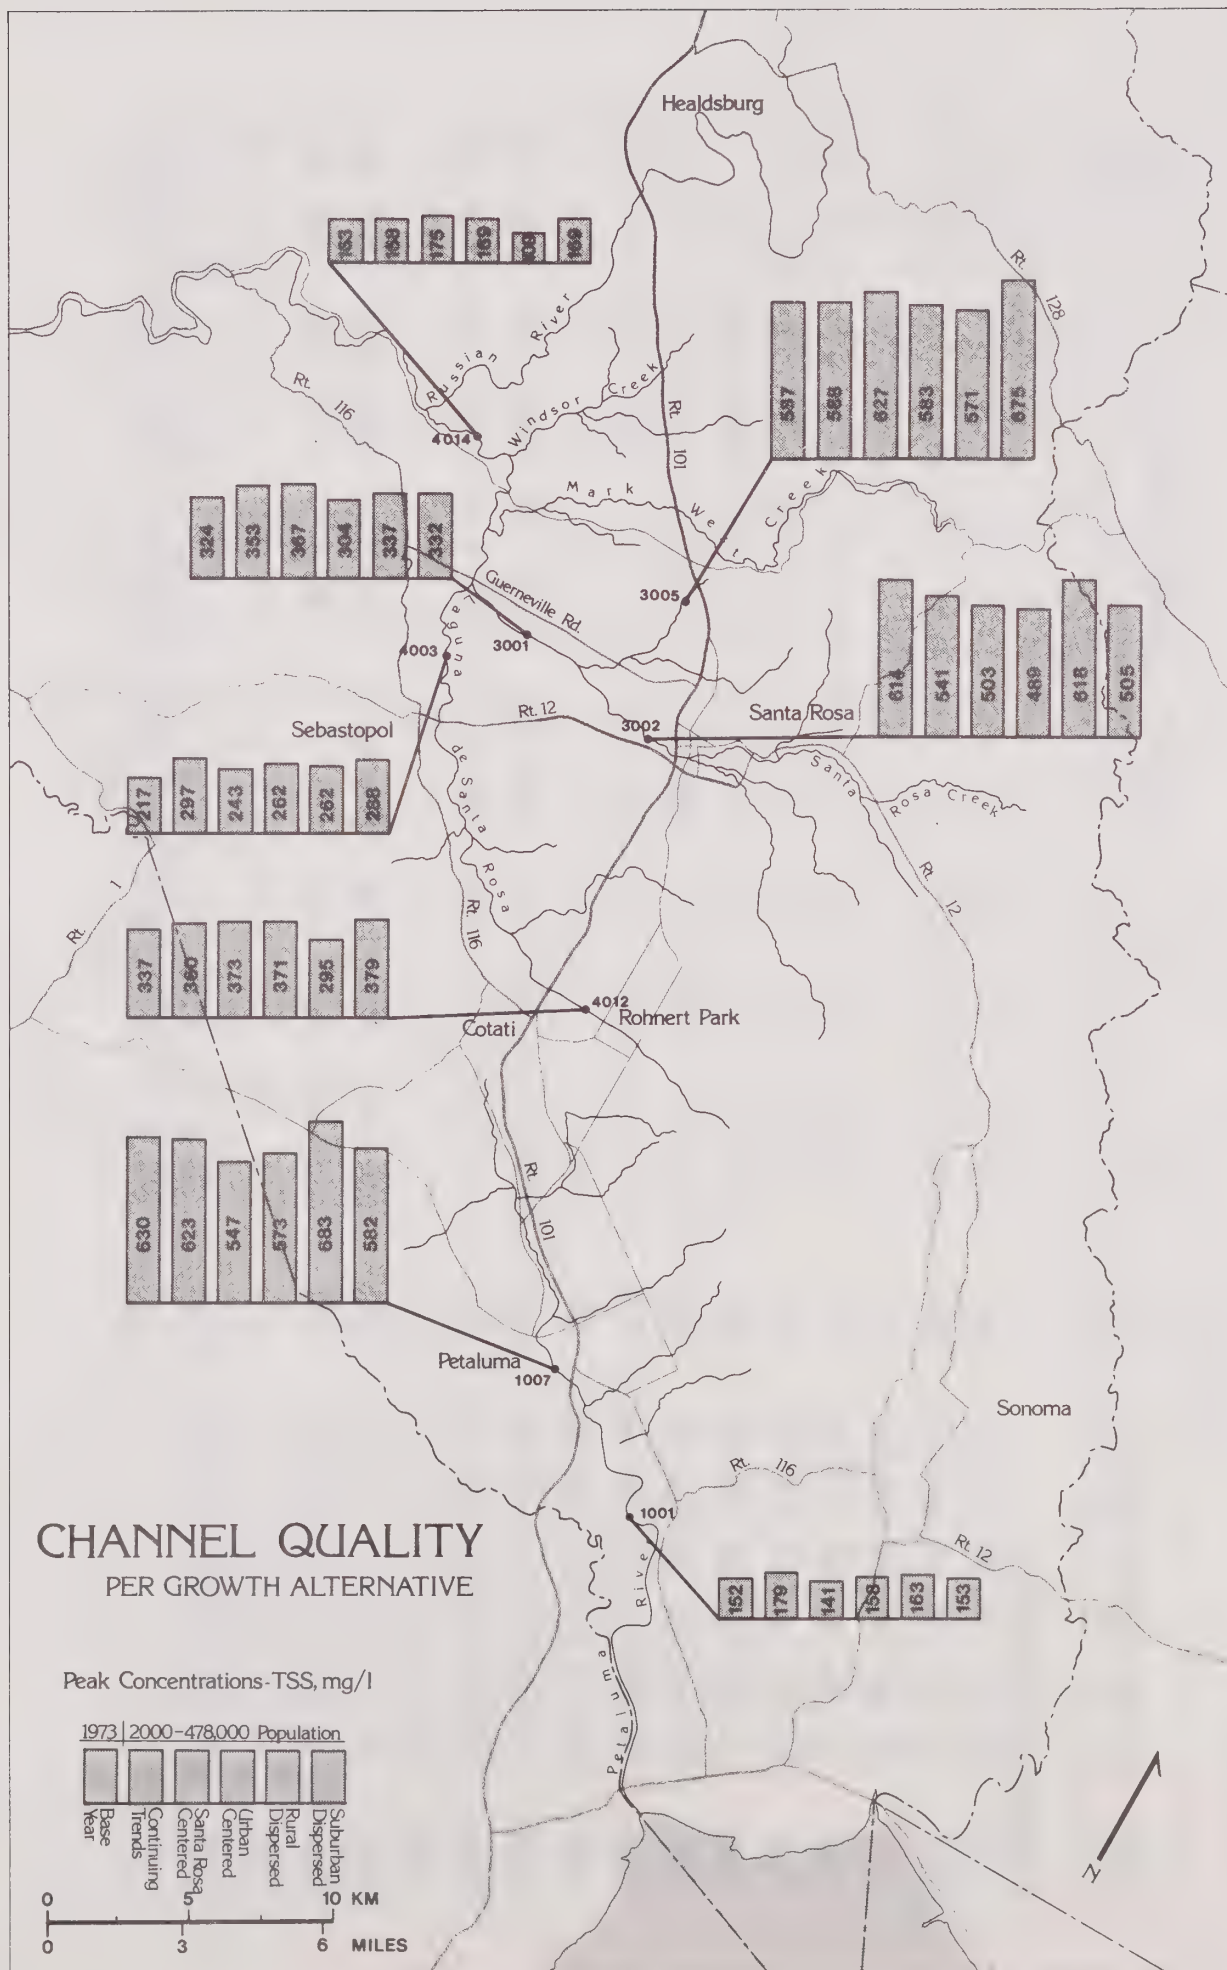 Healdsburg
163 168 175 169 109 169
Rt. 128
Russian River
Rt. 116
Windsor Creek
Rt. 101
587 588 627 583 571 675
4014
Mark We Creek
324 353 367 304 337 332
Guerneville Rd.
3005
3001
4003
Laguna de Santa Rosa
614 541 503 489 618 505
Rt. 12
3002
Santa Rosa
Sebastopol
Santa Rosa Creek
217 297 243 262 262 288
Rt. 1
Rt. 12
Rt. 116
337 360 373 371 295 379
4012
Rohnert Park
Cotati
630 623 547 573 683 582
Rt. 101
Petaluma
1007
Sonoma
Rt. 116
1001
Rt. 12
CHANNEL QUALITY
PER GROWTH ALTERNATIVE
152 179 141 158 163 153
Petaluma River
Peak Concentrations-TSS, mg/l
1973 | 2000-478,000 Population
Base Year
Continuing Trends
Santa Rosa Centered
Urban Centered
Rural Dispersed
Suburban Dispersed
N
0 5 10 KM
0 3 6 MILES